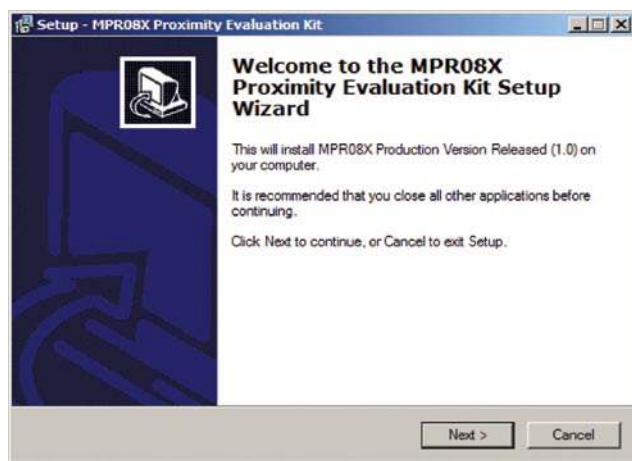 Setup - MPR08X Proximity Evaluation Kit
Welcome to the MPR08X
Proximity Evaluation Kit Setup
Wizard
This will install MPR08X Production Version Released (1.0) on
your computer.
It is recommended that you close all other applications before
continuing.
Click Next to continue, or Cancel to exit Setup.
Next >
Cancel